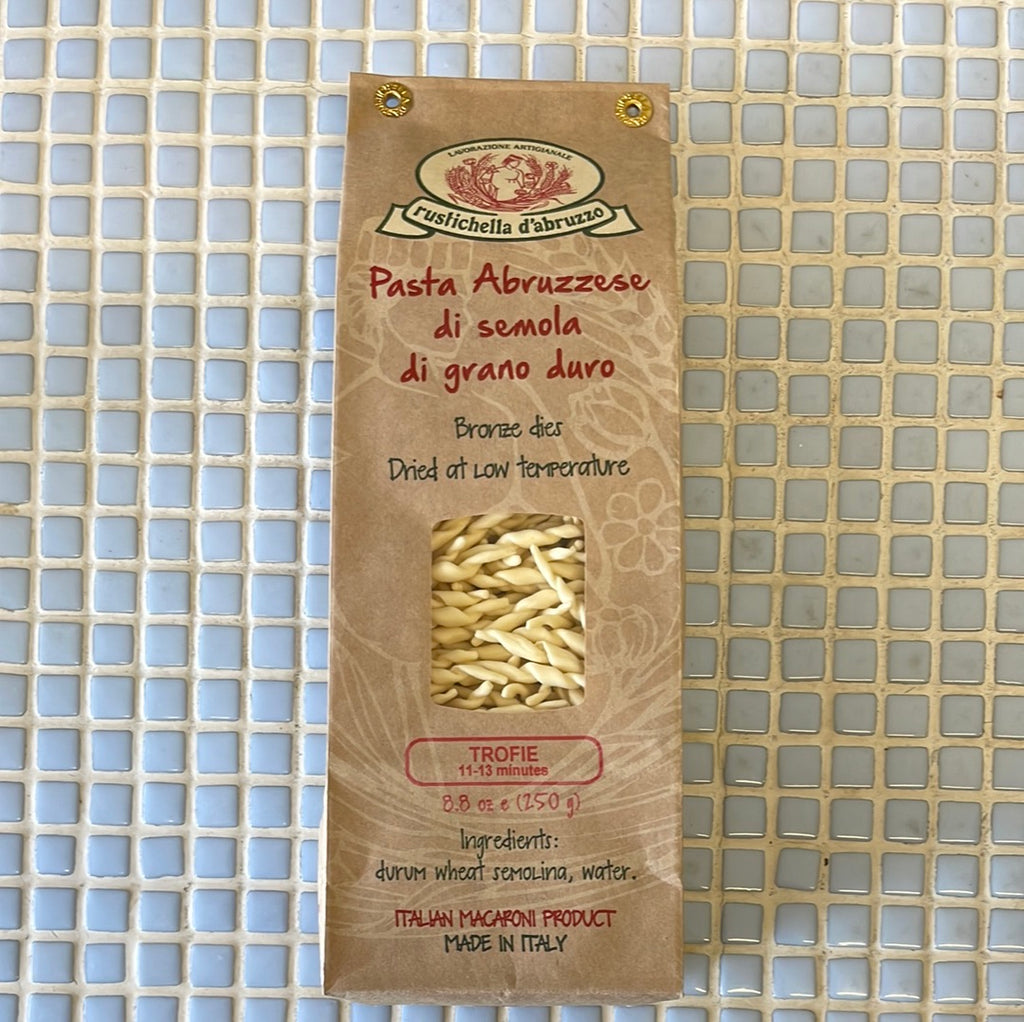 LAVORAZIONE ARTIGIANALE
rustichella d'abruzzo
Pasta Abruzzese
di semola
di grano duro
Bronze dies
Dried at low temperature
TROFIE
11-13 minutes
8.8 oz e (250 g)
Ingredients:
durum wheat semolina, water.
ITALIAN MACARONI PRODUCT
MADE IN ITALY